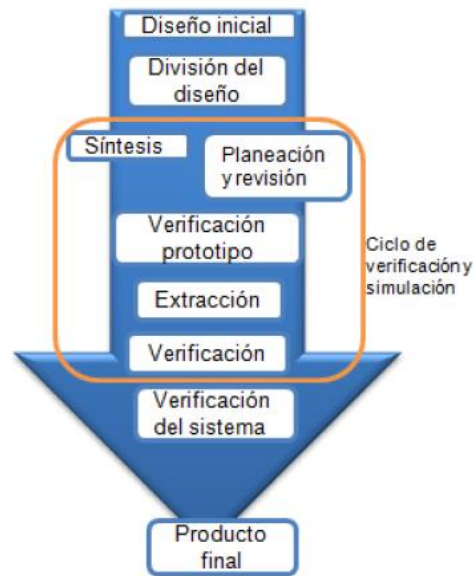 Diseño inicial
División del
diseño
Síntesis
Planeación
y revisión
Verificación
prototipo
Ciclo de
verificación y
simulación
Extracción
Verificación
Verificación
del sistema
Producto
final